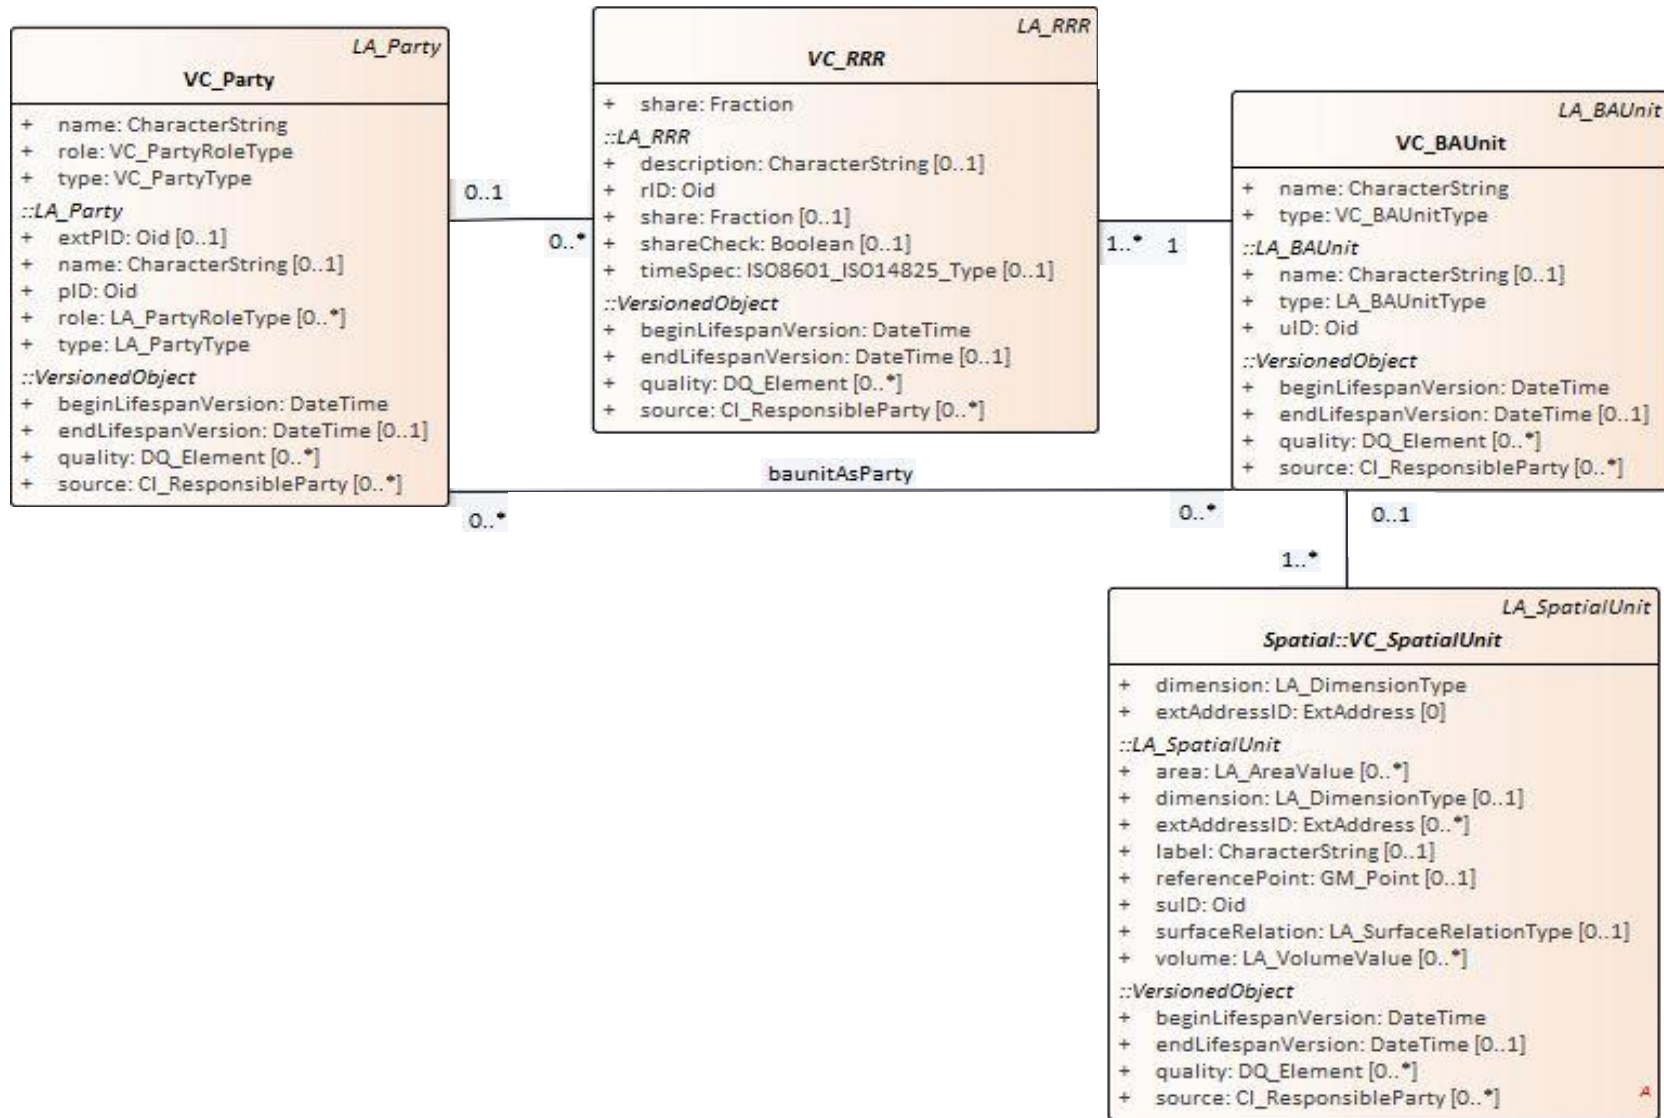 LA_Party
VC_Party
+ name: CharacterString
+ role: VC_PartyRoleType
+ type: VC_PartyType
::LA_Party
+ extPID: Oid [0..1]
+ name: CharacterString [0..1]
+ pID: Oid
+ role: LA_PartyRoleType [0..*]
+ type: LA_PartyType
::VersionedObject
+ beginLifespanVersion: DateTime
+ endLifespanVersion: DateTime [0..1]
+ quality: DQ_Element [0..*]
+ source: CI_ResponsibleParty [0..*]
0..1
0..*
LA_RRR
VC_RRR
+ share: Fraction
::LA_RRR
+ description: CharacterString [0..1]
+ rID: Oid
+ share: Fraction [0..1]
+ shareCheck: Boolean [0..1]
+ timeSpec: ISO8601_ISO14825_Type [0..1]
::VersionedObject
+ beginLifespanVersion: DateTime
+ endLifespanVersion: DateTime [0..1]
+ quality: DQ_Element [0..*]
+ source: CI_ResponsibleParty [0..*]
1..* 1
LA_BAUnit
VC_BAUnit
+ name: CharacterString
+ type: VC_BAUnitType
::LA_BAUnit
+ name: CharacterString [0..1]
+ type: LA_BAUnitType
+ uID: Oid
::VersionedObject
+ beginLifespanVersion: DateTime
+ endLifespanVersion: DateTime [0..1]
+ quality: DQ_Element [0..*]
+ source: CI_ResponsibleParty [0..*]
baunitAsParty
0..*
0..*
0..1
1..*
LA_SpatialUnit
Spatial::VC_SpatialUnit
+ dimension: LA_DimensionType
+ extAddressID: ExtAddress [0]
::LA_SpatialUnit
+ area: LA_AreaValue [0..*]
+ dimension: LA_DimensionType [0..1]
+ extAddressID: ExtAddress [0..*]
+ label: CharacterString [0..1]
+ referencePoint: GM_Point [0..1]
+ suID: Oid
+ surfaceRelation: LA_SurfaceRelationType [0..1]
+ volume: LA_VolumeValue [0..*]
::VersionedObject
+ beginLifespanVersion: DateTime
+ endLifespanVersion: DateTime [0..1]
+ quality: DQ_Element [0..*]
+ source: CI_ResponsibleParty [0..*]
A